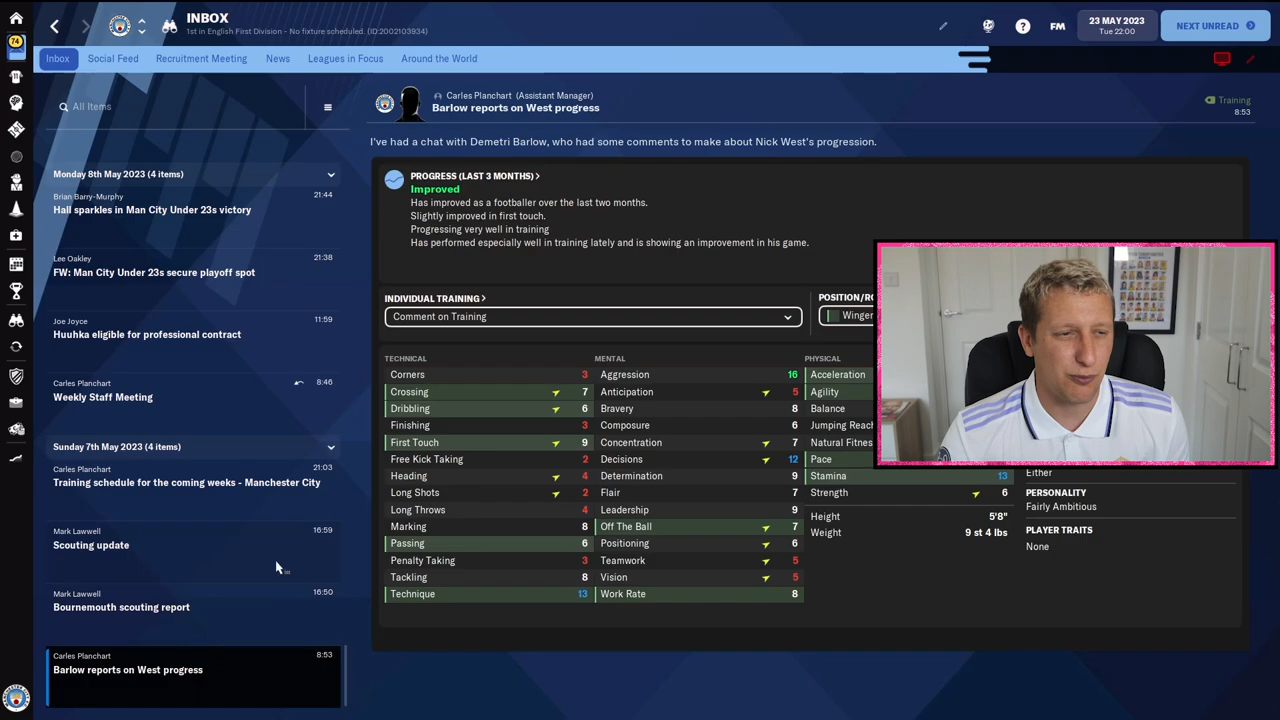 74
INBOX
1st in English First Division - No fixture scheduled. (ID:2002103934)
FM
23 MAY 2023
Tue 22:00
NEXT UNREAD
Inbox
Social Feed
Recruitment Meeting
News
Leagues in Focus
Around the World
All Items
Monday 8th May 2023 (4 items)
Brian Barry-Murphy
21:44
Hall sparkles in Man City Under 23s victory
Lee Oakley
21:38
FW: Man City Under 23s secure playoff spot
Joe Joyce
11:59
Huuhka eligible for professional contract
Carles Planchart
8:46
Weekly Staff Meeting
Sunday 7th May 2023 (4 items)
Carles Planchart
21:03
Training schedule for the coming weeks - Manchester City
Mark Lawwell
16:59
Scouting update
Mark Lawwell
16:50
Bournemouth scouting report
Carles Planchart
8:53
Barlow reports on West progress
Carles Planchart (Assistant Manager)
Barlow reports on West progress
Training
8:53
I've had a chat with Demetri Barlow, who had some comments to make about Nick West's progression.
PROGRESS (LAST 3 MONTHS)
Improved
Has improved as a footballer over the last two months.
Slightly improved in first touch.
Progressing very well in training
Has performed especially well in training lately and is showing an improvement in his game.
INDIVIDUAL TRAINING
Comment on Training
POSITION/RO
Winger
TECHNICAL
Corners 3
Crossing 7
Dribbling 6
Finishing 3
First Touch 9
Free Kick Taking 2
Heading 4
Long Shots 2
Long Throws 4
Marking 8
Passing 6
Penalty Taking 3
Tackling 8
Technique 13
MENTAL
Aggression 16
Anticipation 5
Bravery 8
Composure 6
Concentration 7
Decisions 12
Determination 9
Flair 7
Leadership 9
Off The Ball 7
Positioning 6
Teamwork 5
Vision 5
Work Rate 8
PHYSICAL
Acceleration
Agility
Balance
Jumping Reac
Natural Fitnes
Pace
Stamina 13
Strength 6
Height 5'8"
Weight 9 st 4 lbs
Either
PERSONALITY
Fairly Ambitious
PLAYER TRAITS
None